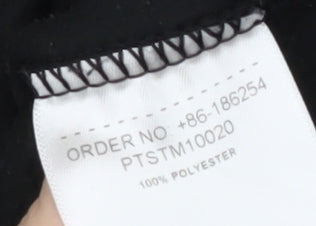 ORDER NO: +86-186254
PTSTM10020
100% POLYESTER